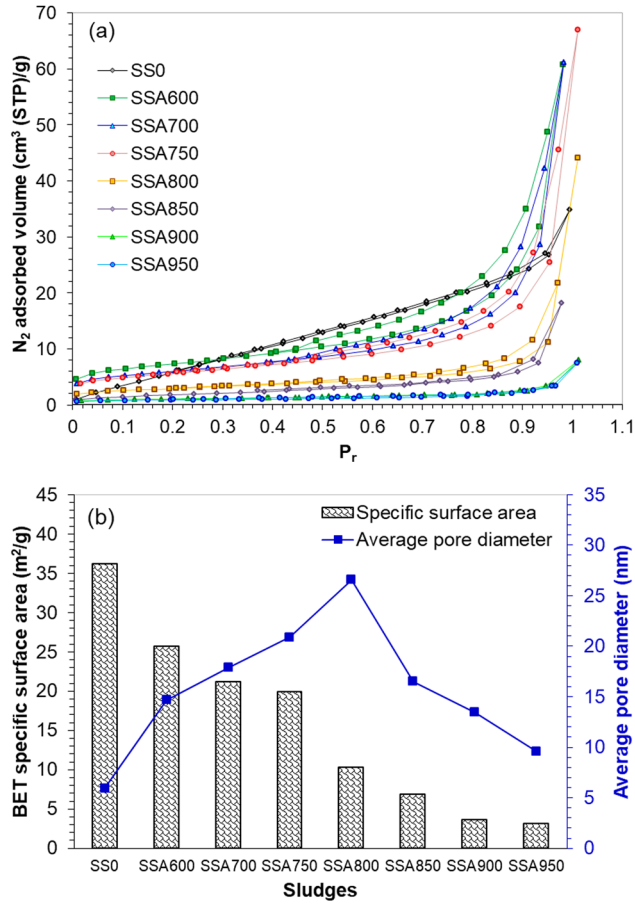 (a)
N₂ adsorbed volume (cm³ (STP)/g)
70
60
50
40
30
20
10
0
SS0
SSA600
SSA700
SSA750
SSA800
SSA850
SSA900
SSA950
0 0.1 0.2 0.3 0.4 0.5 0.6 0.7 0.8 0.9 1 1.1
Pᵣ
(b)
BET specific surface area (m²/g)
45
40
35
30
25
20
15
10
5
0
Specific surface area
Average pore diameter
35
30
25
20
15
10
5
0
Average pore diameter (nm)
SS0 SSA600 SSA700 SSA750 SSA800 SSA850 SSA900 SSA950
Sludges